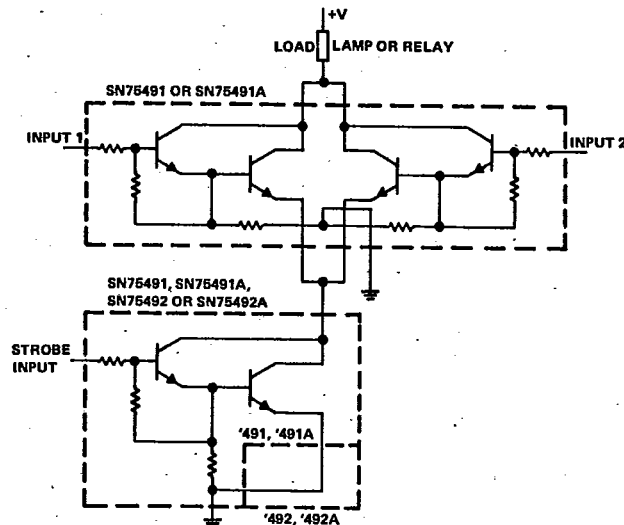 +V
LOAD
LAMP OR RELAY
SN75491 OR SN75491A
INPUT 1
INPUT 2
SN75491, SN75491A,
SN75492 OR SN75492A
STROBE
INPUT
'491, '491A
'492, '492A